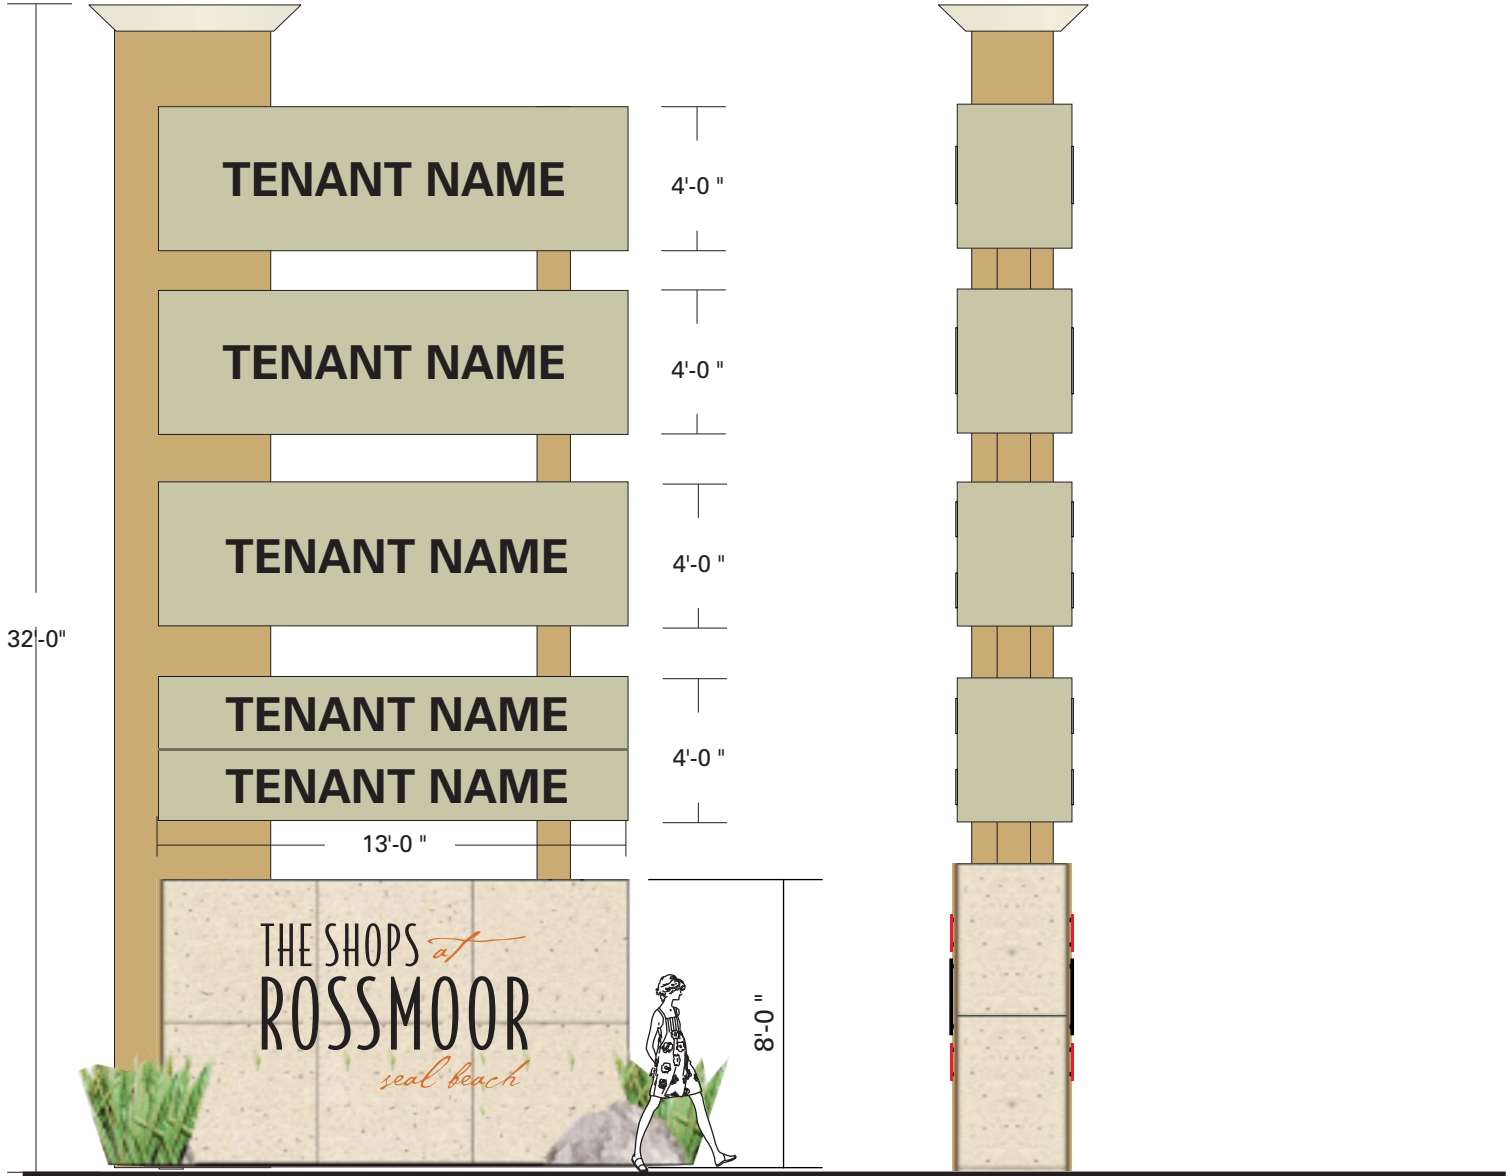 TENANT NAME
4'-0 "
TENANT NAME
4'-0 "
TENANT NAME
4'-0 "
32'-0"
TENANT NAME
TENANT NAME
4'-0 "
13'-0 "
THE SHOPS at
ROSSMOOR
seal beach
8'-0 "